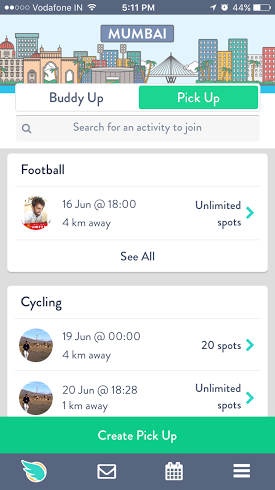 Vodafone IN
5:11 PM
44%
MUMBAI
Buddy Up
Pick Up
Search for an activity to join
Football
16 Jun @ 18:00
4 km away
Unlimited
spots
See All
Cycling
19 Jun @ 00:00
4 km away
20 spots
20 Jun @ 18:28
1 km away
Unlimited
spots
Create Pick Up